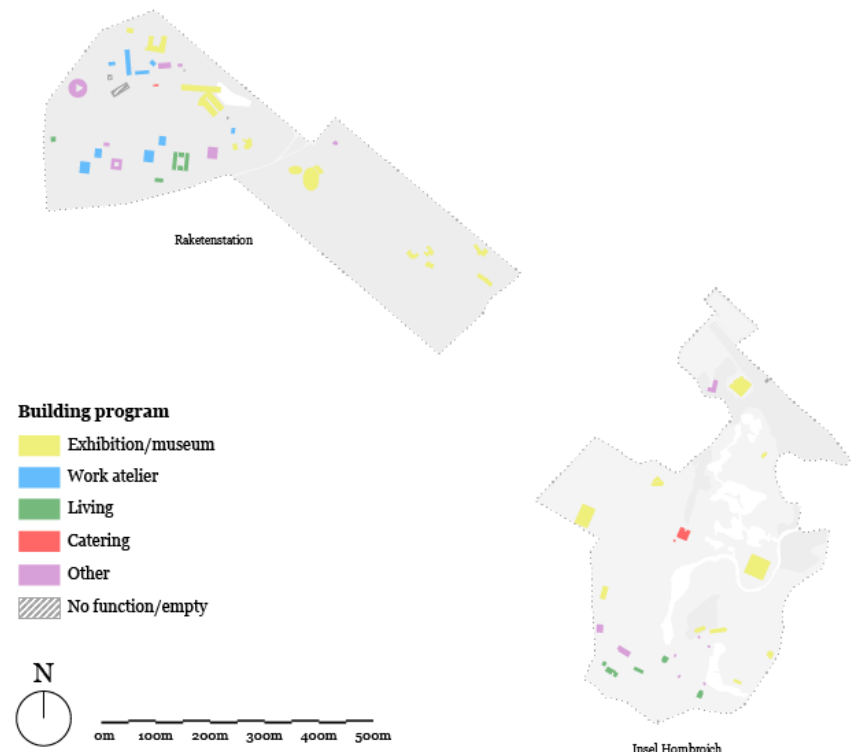 Raketenstation
Building program
Exhibition/museum
Work atelier
Living
Catering
Other
No function/empty
N
0m 100m 200m 300m 400m 500m
Insel Hombroich